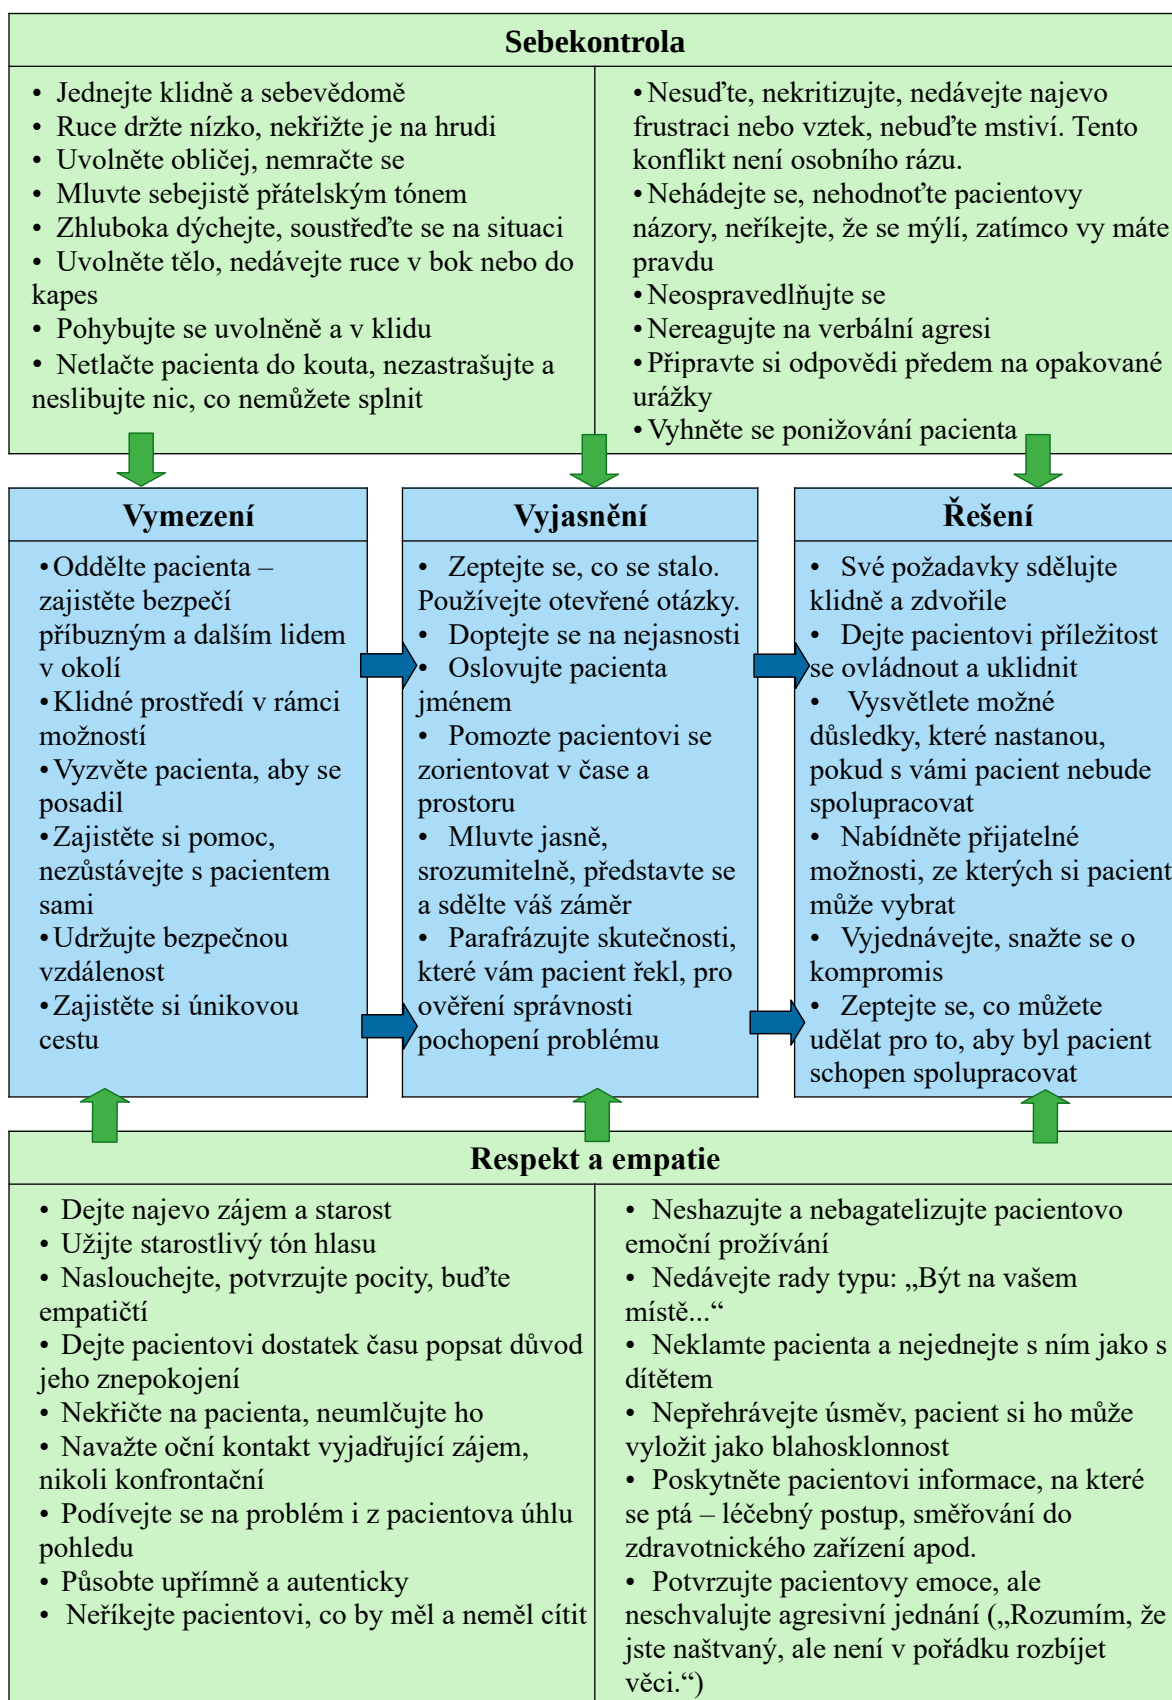 Sebekontrola
• Jednejte klidně a sebevědomě
• Ruce držte nízko, nekřižte je na hrudi
• Uvolněte obličej, nemračte se
• Mluvte sebejistě přátelským tónem
• Zhluboka dýchejte, soustřeďte se na situaci
• Uvolněte tělo, nedávejte ruce v bok nebo do
kapes
• Pohybujte se uvolněně a v klidu
• Netlačte pacienta do kouta, nezastrašujte a
neslibujte nic, co nemůžete splnit
• Nesuďte, nekritizujte, nedávejte najevo
frustraci nebo vztek, nebuďte mstiví. Tento
konflikt není osobního rázu.
• Nehádejte se, nehodnoťte pacientovy
názory, neříkejte, že se mýlí, zatímco vy máte
pravdu
• Neospravedlňujte se
• Nereagujte na verbální agresi
• Připravte si odpovědi předem na opakované
urážky
• Vyhněte se ponižování pacienta
Vymezení
• Oddělte pacienta –
zajistěte bezpečí
příbuzným a dalším lidem
v okolí
• Klidné prostředí v rámci
možností
• Vyzvěte pacienta, aby se
posadil
• Zajistěte si pomoc,
nezůstávejte s pacientem
sami
• Udržujte bezpečnou
vzdálenost
• Zajistěte si únikovou
cestu
Vyjasnění
• Zeptejte se, co se stalo.
Používejte otevřené otázky.
• Doptejte se na nejasnosti
• Oslovujte pacienta
jménem
• Pomozte pacientovi se
zorientovat v čase a
prostoru
• Mluvte jasně,
srozumitelně, představte se
a sdělte váš záměr
• Parafrázujte skutečnosti,
které vám pacient řekl, pro
ověření správnosti
pochopení problému
Řešení
• Své požadavky sdělujte
klidně a zdvořile
• Dejte pacientovi příležitost
se ovládnout a uklidnit
• Vysvětlete možné
důsledky, které nastanou,
pokud s vámi pacient nebude
spolupracovat
• Nabídněte přijatelné
možnosti, ze kterých si pacient
může vybrat
• Vyjednávejte, snažte se o
kompromis
• Zeptejte se, co můžete
udělat pro to, aby byl pacient
schopen spolupracovat
Respekt a empatie
• Dejte najevo zájem a starost
• Užijte starostlivý tón hlasu
• Naslouchejte, potvrzujte pocity, buďte
empatičtí
• Dejte pacientovi dostatek času popsat důvod
jeho znepokojení
• Nekřičte na pacienta, neumlčujte ho
• Navažte oční kontakt vyjadřující zájem,
nikoli konfrontační
• Podívejte se na problém i z pacientova úhlu
pohledu
• Působte upřímně a autenticky
• Neříkejte pacientovi, co by měl a neměl cítit
• Neshazujte a nebagatelizujte pacientovo
emoční prožívání
• Nedávejte rady typu: „Být na vašem
místě...“
• Neklamte pacienta a nejednejte s ním jako s
dítětem
• Nepřehrávejte úsměv, pacient si ho může
vyložit jako blahosklonnost
• Poskytněte pacientovi informace, na které
se ptá – léčebný postup, směřování do
zdravotnického zařízení apod.
• Potvrzujte pacientovy emoce, ale
neschvalujte agresivní jednání („Rozumím, že
jste naštvaný, ale není v pořádku rozbíjet
věci.“)